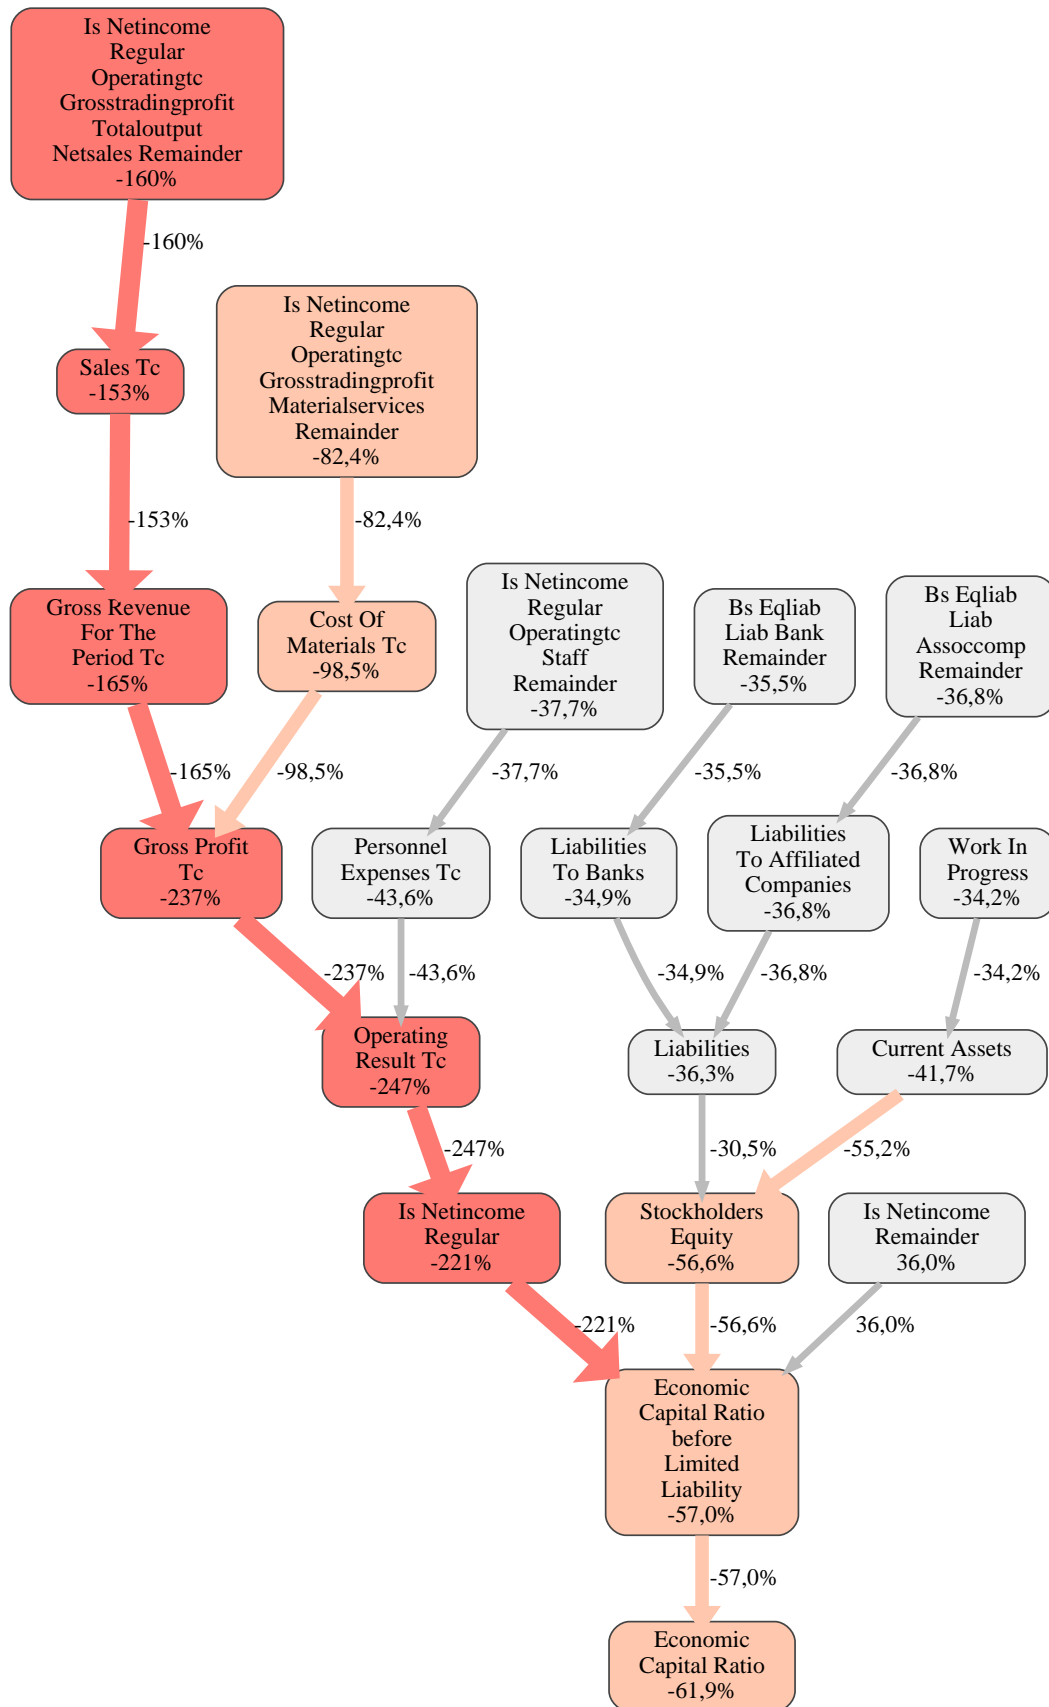 Is Netincome
Regular
Operatingtc
Grosstradingprofit
Totaloutput
Netsales Remainder
-160%
-160%
Sales Tc
-153%
Is Netincome
Regular
Operatingtc
Grosstradingprofit
Materialservices
Remainder
-82,4%
-153%
-82,4%
Gross Revenue
For The
Period Tc
-165%
Cost Of
Materials Tc
-98,5%
Is Netincome
Regular
Operatingtc
Staff
Remainder
-37,7%
Bs Eqliab
Liab Bank
Remainder
-35,5%
Bs Eqliab
Liab
Assoccomp
Remainder
-36,8%
-165%
-98,5%
-37,7%
-35,5%
-36,8%
Gross Profit
Tc
-237%
Personnel
Expenses Tc
-43,6%
Liabilities
To Banks
-34,9%
Liabilities
To Affiliated
Companies
-36,8%
Work In
Progress
-34,2%
-237%
-43,6%
-34,9%
-36,8%
-34,2%
Operating
Result Tc
-247%
Liabilities
-36,3%
Current Assets
-41,7%
-247%
-30,5%
-55,2%
Is Netincome
Regular
-221%
Stockholders
Equity
-56,6%
Is Netincome
Remainder
36,0%
-221%
-56,6%
36,0%
Economic
Capital Ratio
before
Limited
Liability
-57,0%
-57,0%
Economic
Capital Ratio
-61,9%